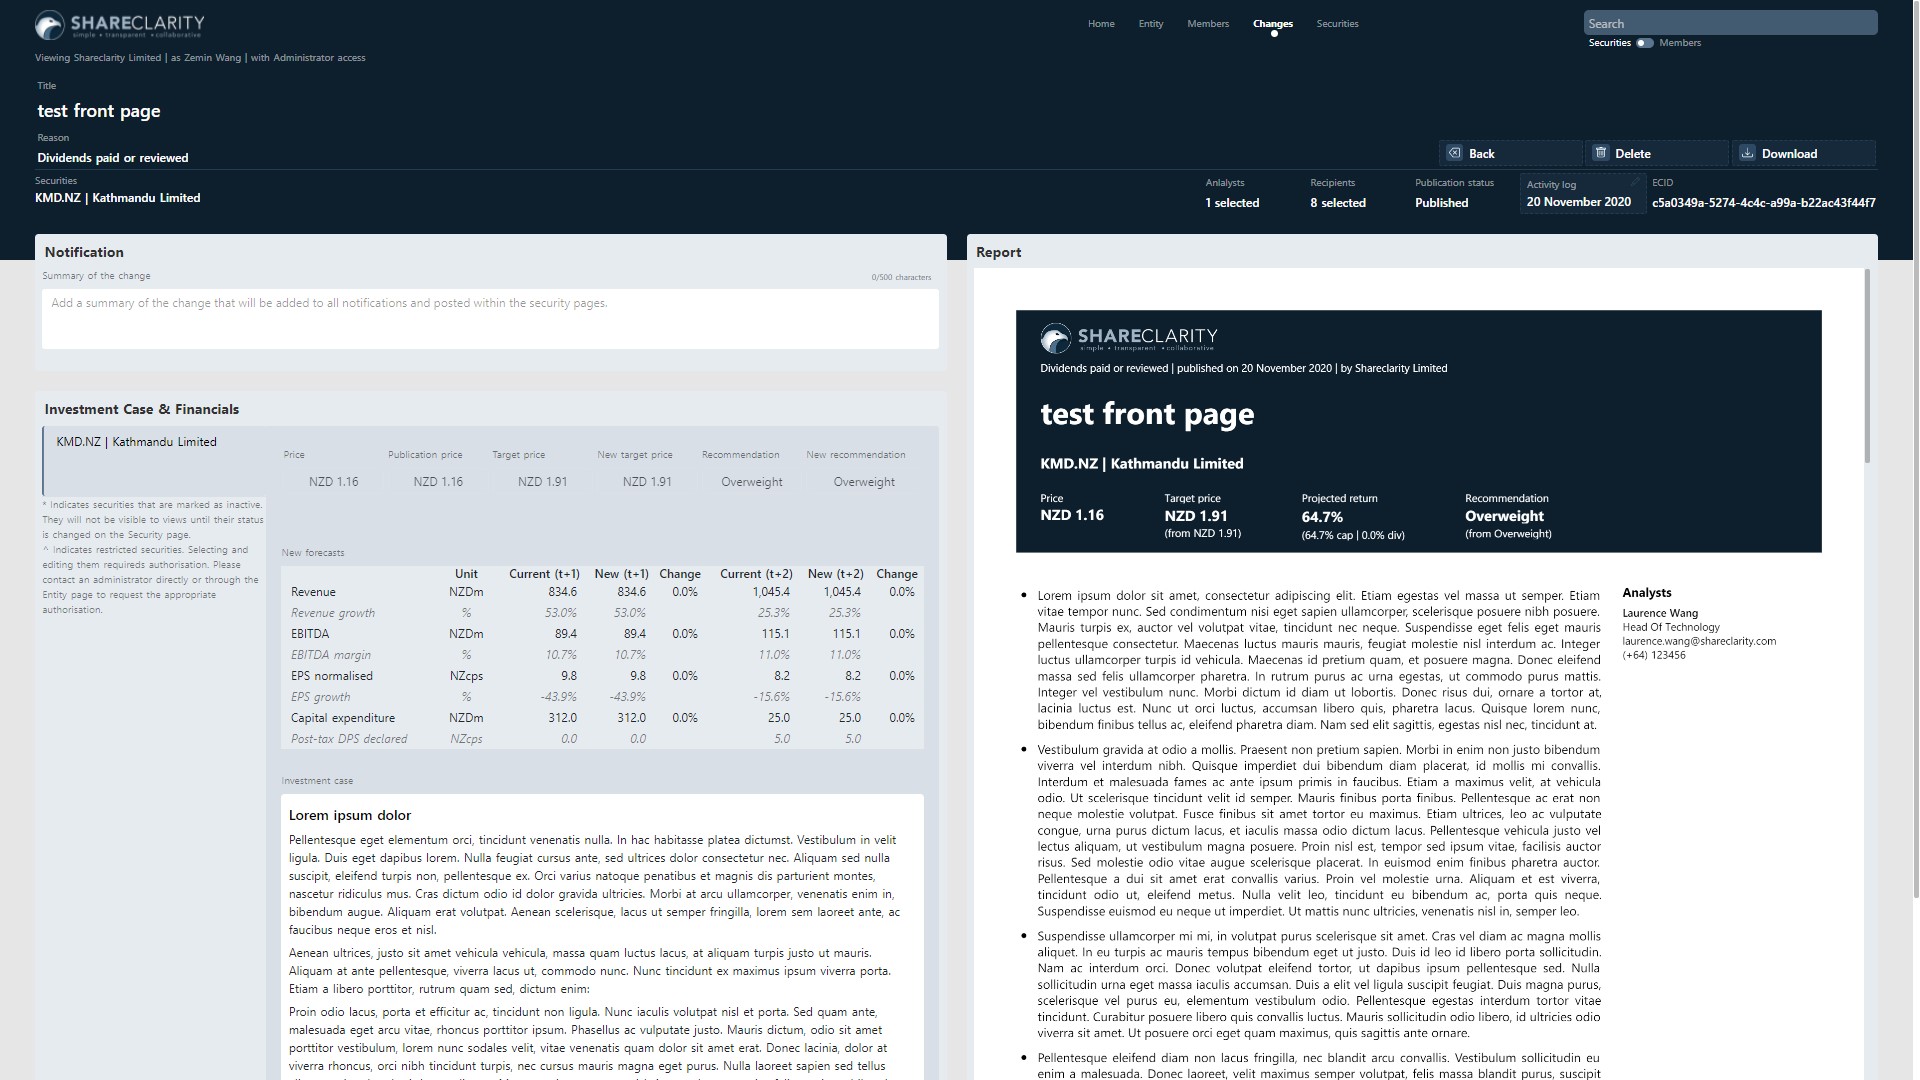 SHARECLARITY
simple • transparent • collaborative
Home Entity Members Changes Securities
Search
Securities Members
Viewing Shareclarity Limited | as Zemin Wang | with Administrator access
Title
test front page
Reason
Dividends paid or reviewed
Back Delete Download
Securities
KMD.NZ | Kathmandu Limited
Analysts Recipients Publication status Activity log ECID
1 selected 8 selected Published 20 November 2020 c5a0349a-5274-4c4c-a99a-b22ac43f44f7
Notification
Summary of the change 0/500 characters
Add a summary of the change that will be added to all notifications and posted within the security pages.
Investment Case & Financials
KMD.NZ | Kathmandu Limited
Price Publication price Target price New target price Recommendation New recommendation
NZD 1.16 NZD 1.16 NZD 1.91 NZD 1.91 Overweight Overweight
* Indicates securities that are marked as inactive.
They will not be visible to views until their status
is changed on the Security page.
^ Indicates restricted securities. Selecting and
editing them requireds authorisation. Please
contact an administrator directly or through the
Entity page to request the appropriate
authorisation.
New forecasts
Unit Current (t+1) New (t+1) Change Current (t+2) New (t+2) Change
Revenue NZDm 834.6 834.6 0.0% 1,045.4 1,045.4 0.0%
Revenue growth % 53.0% 53.0% 25.3% 25.3%
EBITDA NZDm 89.4 89.4 0.0% 115.1 115.1 0.0%
EBITDA margin % 10.7% 10.7% 11.0% 11.0%
EPS normalised NZcps 9.8 9.8 0.0% 8.2 8.2 0.0%
EPS growth % -43.9% -43.9% -15.6% -15.6%
Capital expenditure NZDm 312.0 312.0 0.0% 25.0 25.0 0.0%
Post-tax DPS declared NZcps 0.0 0.0 5.0 5.0
Investment case
Lorem ipsum dolor
Pellentesque eget elementum orci, tincidunt venenatis nulla. In hac habitasse platea dictumst. Vestibulum in velit
ligula. Duis eget dapibus lorem. Nulla feugiat cursus ante, sed ultrices dolor consectetur nec. Aliquam sed nulla
suscipit, eleifend turpis non, pellentesque ex. Orci varius natoque penatibus et magnis dis parturient montes,
nascetur ridiculus mus. Cras dictum odio id dolor gravida ultricies. Morbi at arcu ullamcorper, venenatis enim in,
bibendum augue. Aliquam erat volutpat. Aenean scelerisque, lacus ut semper fringilla, lorem sem laoreet ante, ac
faucibus neque eros et nisl.
Aenean ultrices, justo sit amet vehicula vehicula, massa quam luctus lacus, at aliquam turpis justo ut mauris.
Aliquam at ante pellentesque, viverra lacus ut, commodo nunc. Nunc tincidunt ex maximus ipsum viverra porta.
Etiam a libero porttitor, rutrum quam sed, dictum enim:
Proin odio lacus, porta et efficitur ac, tincidunt non ligula. Nunc iaculis volutpat nisl et porta. Sed quam ante,
malesuada eget arcu vitae, rhoncus porttitor ipsum. Phasellus ac vulputate justo. Mauris dictum, odio sit amet
porttitor vestibulum, lorem nunc sodales velit, vitae venenatis quam dolor sit amet erat. Donec lacinia, dolor at
viverra rhoncus, orci nibh tincidunt turpis, nec cursus mauris magna eget purus. Nulla laoreet sapien sed tellus
Report
SHARECLARITY
simple • transparent • collaborative
Dividends paid or reviewed | published on 20 November 2020 | by Shareclarity Limited
test front page
KMD.NZ | Kathmandu Limited
Price Target price Projected return Recommendation
NZD 1.16 NZD 1.91 64.7% Overweight
(from NZD 1.91) (64.7% cap | 0.0% div) (from Overweight)
• Lorem ipsum dolor sit amet, consectetur adipiscing elit. Etiam egestas vel massa ut semper. Etiam
vitae tempor nunc. Sed condimentum nisi eget sapien ullamcorper, scelerisque posuere nibh posuere.
Mauris turpis ex, auctor vel volutpat vitae, tincidunt nec neque. Suspendisse eget felis eget mauris
pellentesque consectetur. Maecenas luctus mauris mauris, feugiat molestie nisl interdum ac. Integer
luctus ullamcorper turpis id vehicula. Maecenas id pretium quam, et posuere magna. Donec eleifend
massa sed felis ullamcorper pharetra. In rutrum purus ac urna egestas, ut commodo purus mattis.
Integer vel vestibulum nunc. Morbi dictum id diam ut lobortis. Donec risus dui, ornare a tortor at,
lacinia luctus est. Nunc ut orci luctus, accumsan libero quis, pharetra lacus. Quisque lorem nunc,
bibendum finibus tellus ac, eleifend pharetra diam. Nam sed elit sagittis, egestas nisl nec, tincidunt at.
• Vestibulum gravida at odio a mollis. Praesent non pretium sapien. Morbi in enim non justo bibendum
viverra vel interdum nibh. Quisque imperdiet dui bibendum diam placerat, id mollis mi convallis.
Interdum et malesuada fames ac ante ipsum primis in faucibus. Etiam a maximus velit, at vehicula
odio. Ut scelerisque tincidunt velit id semper. Mauris finibus porta finibus. Pellentesque ac erat non
neque molestie volutpat. Fusce finibus sit amet tortor eu maximus. Etiam ultrices, leo ac vulputate
congue, urna purus dictum lacus, et iaculis massa odio dictum lacus. Pellentesque vehicula justo vel
lectus aliquam, ut vestibulum magna posuere. Proin nisl est, tempor sed ipsum vitae, facilisis auctor
risus. Sed molestie odio vitae augue scelerisque placerat. In euismod enim finibus pharetra auctor.
Pellentesque a dui sit amet erat convallis varius. Proin vel molestie urna. Aliquam et est viverra,
tincidunt odio ut, eleifend metus. Nulla velit leo, tincidunt eu bibendum ac, porta quis neque.
Suspendisse euismod eu neque ut imperdiet. Ut mattis nunc ultricies, venenatis nisl in, semper leo.
• Suspendisse ullamcorper mi mi, in volutpat purus scelerisque sit amet. Cras vel diam ac magna mollis
aliquet. In eu turpis ac mauris tempus bibendum eget ut justo. Duis id leo id libero porta sollicitudin.
Nam ac interdum orci. Donec volutpat eleifend tortor, ut dapibus ipsum pellentesque sed. Nulla
sollicitudin urna eget massa iaculis accumsan. Duis a elit vel ligula suscipit feugiat. Duis magna purus,
scelerisque vel purus eu, elementum vestibulum odio. Pellentesque egestas interdum tortor vitae
tincidunt. Curabitur posuere libero quis convallis luctus. Mauris sollicitudin odio libero, id ultricies odio
viverra sit amet. Ut posuere orci eget quam maximus, quis sagittis ante ornare.
• Pellentesque eleifend diam non lacus fringilla, nec blandit arcu convallis. Vestibulum sollicitudin eu
enim a malesuada. Donec laoreet, velit maximus semper volutpat, felis massa blandit purus, suscipit
Analysts
Laurence Wang
Head Of Technology
laurence.wang@shareclarity.com
(+64) 123456